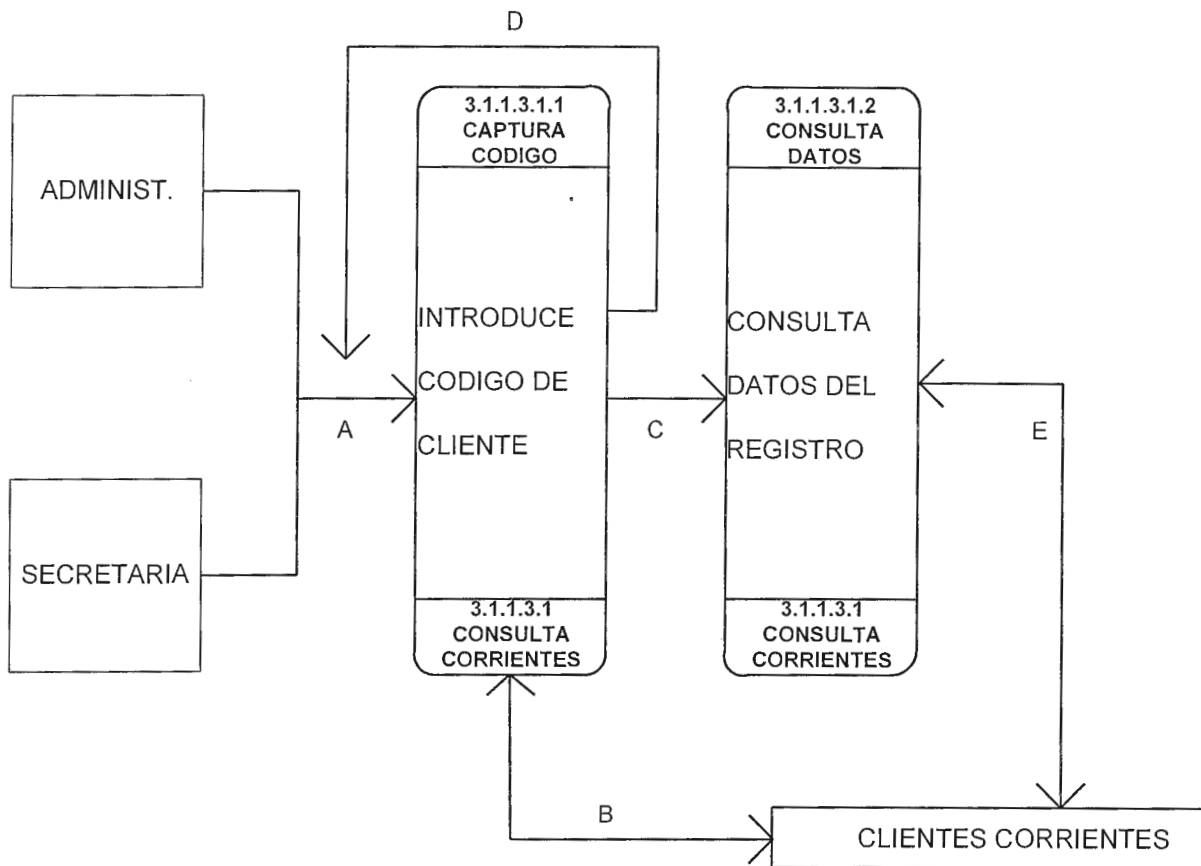 D
ADMINIST.
3.1.1.3.1.1
CAPTURA
CODIGO
INTRODUCE
CODIGO DE
CLIENTE
3.1.1.3.1
CONSULTA
CORRIENTES
3.1.1.3.1.2
CONSULTA
DATOS
CONSULTA
DATOS DEL
REGISTRO
3.1.1.3.1
CONSULTA
CORRIENTES
A
C
E
SECRETARIA
B
CLIENTES CORRIENTES